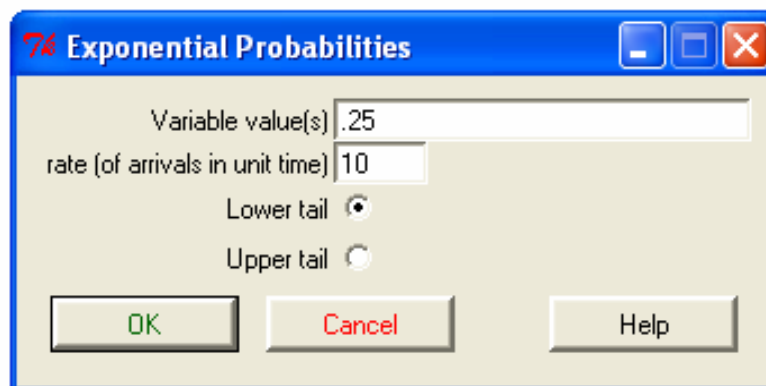 7k Exponential Probabilities
Variable value(s) .25
rate (of arrivals in unit time) 10
Lower tail
Upper tail
OK Cancel Help